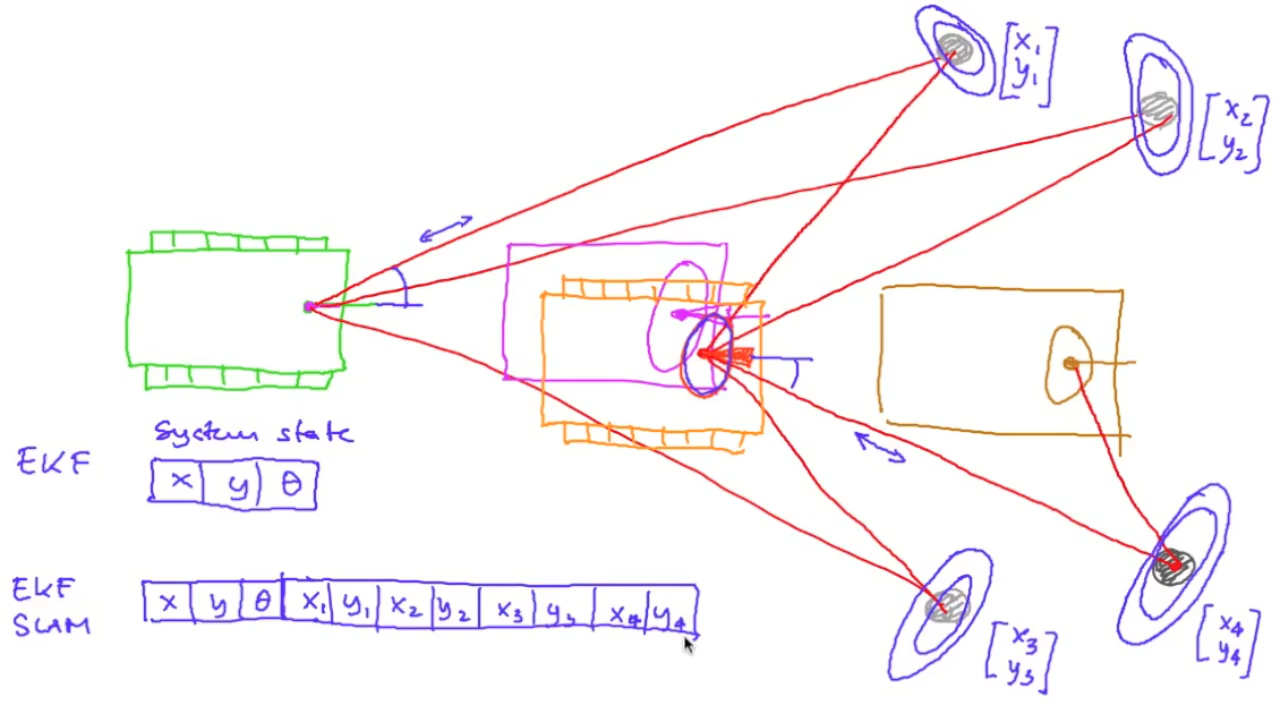 [x₁
y₁]
[x₂
y₂]
System state
EKF
x y θ
EKF
SLAM
x y θ x₁ y₁ x₂ y₂ x₃ y₃ x₄ y₄
[x₃
y₃]
[x₄
y₄]